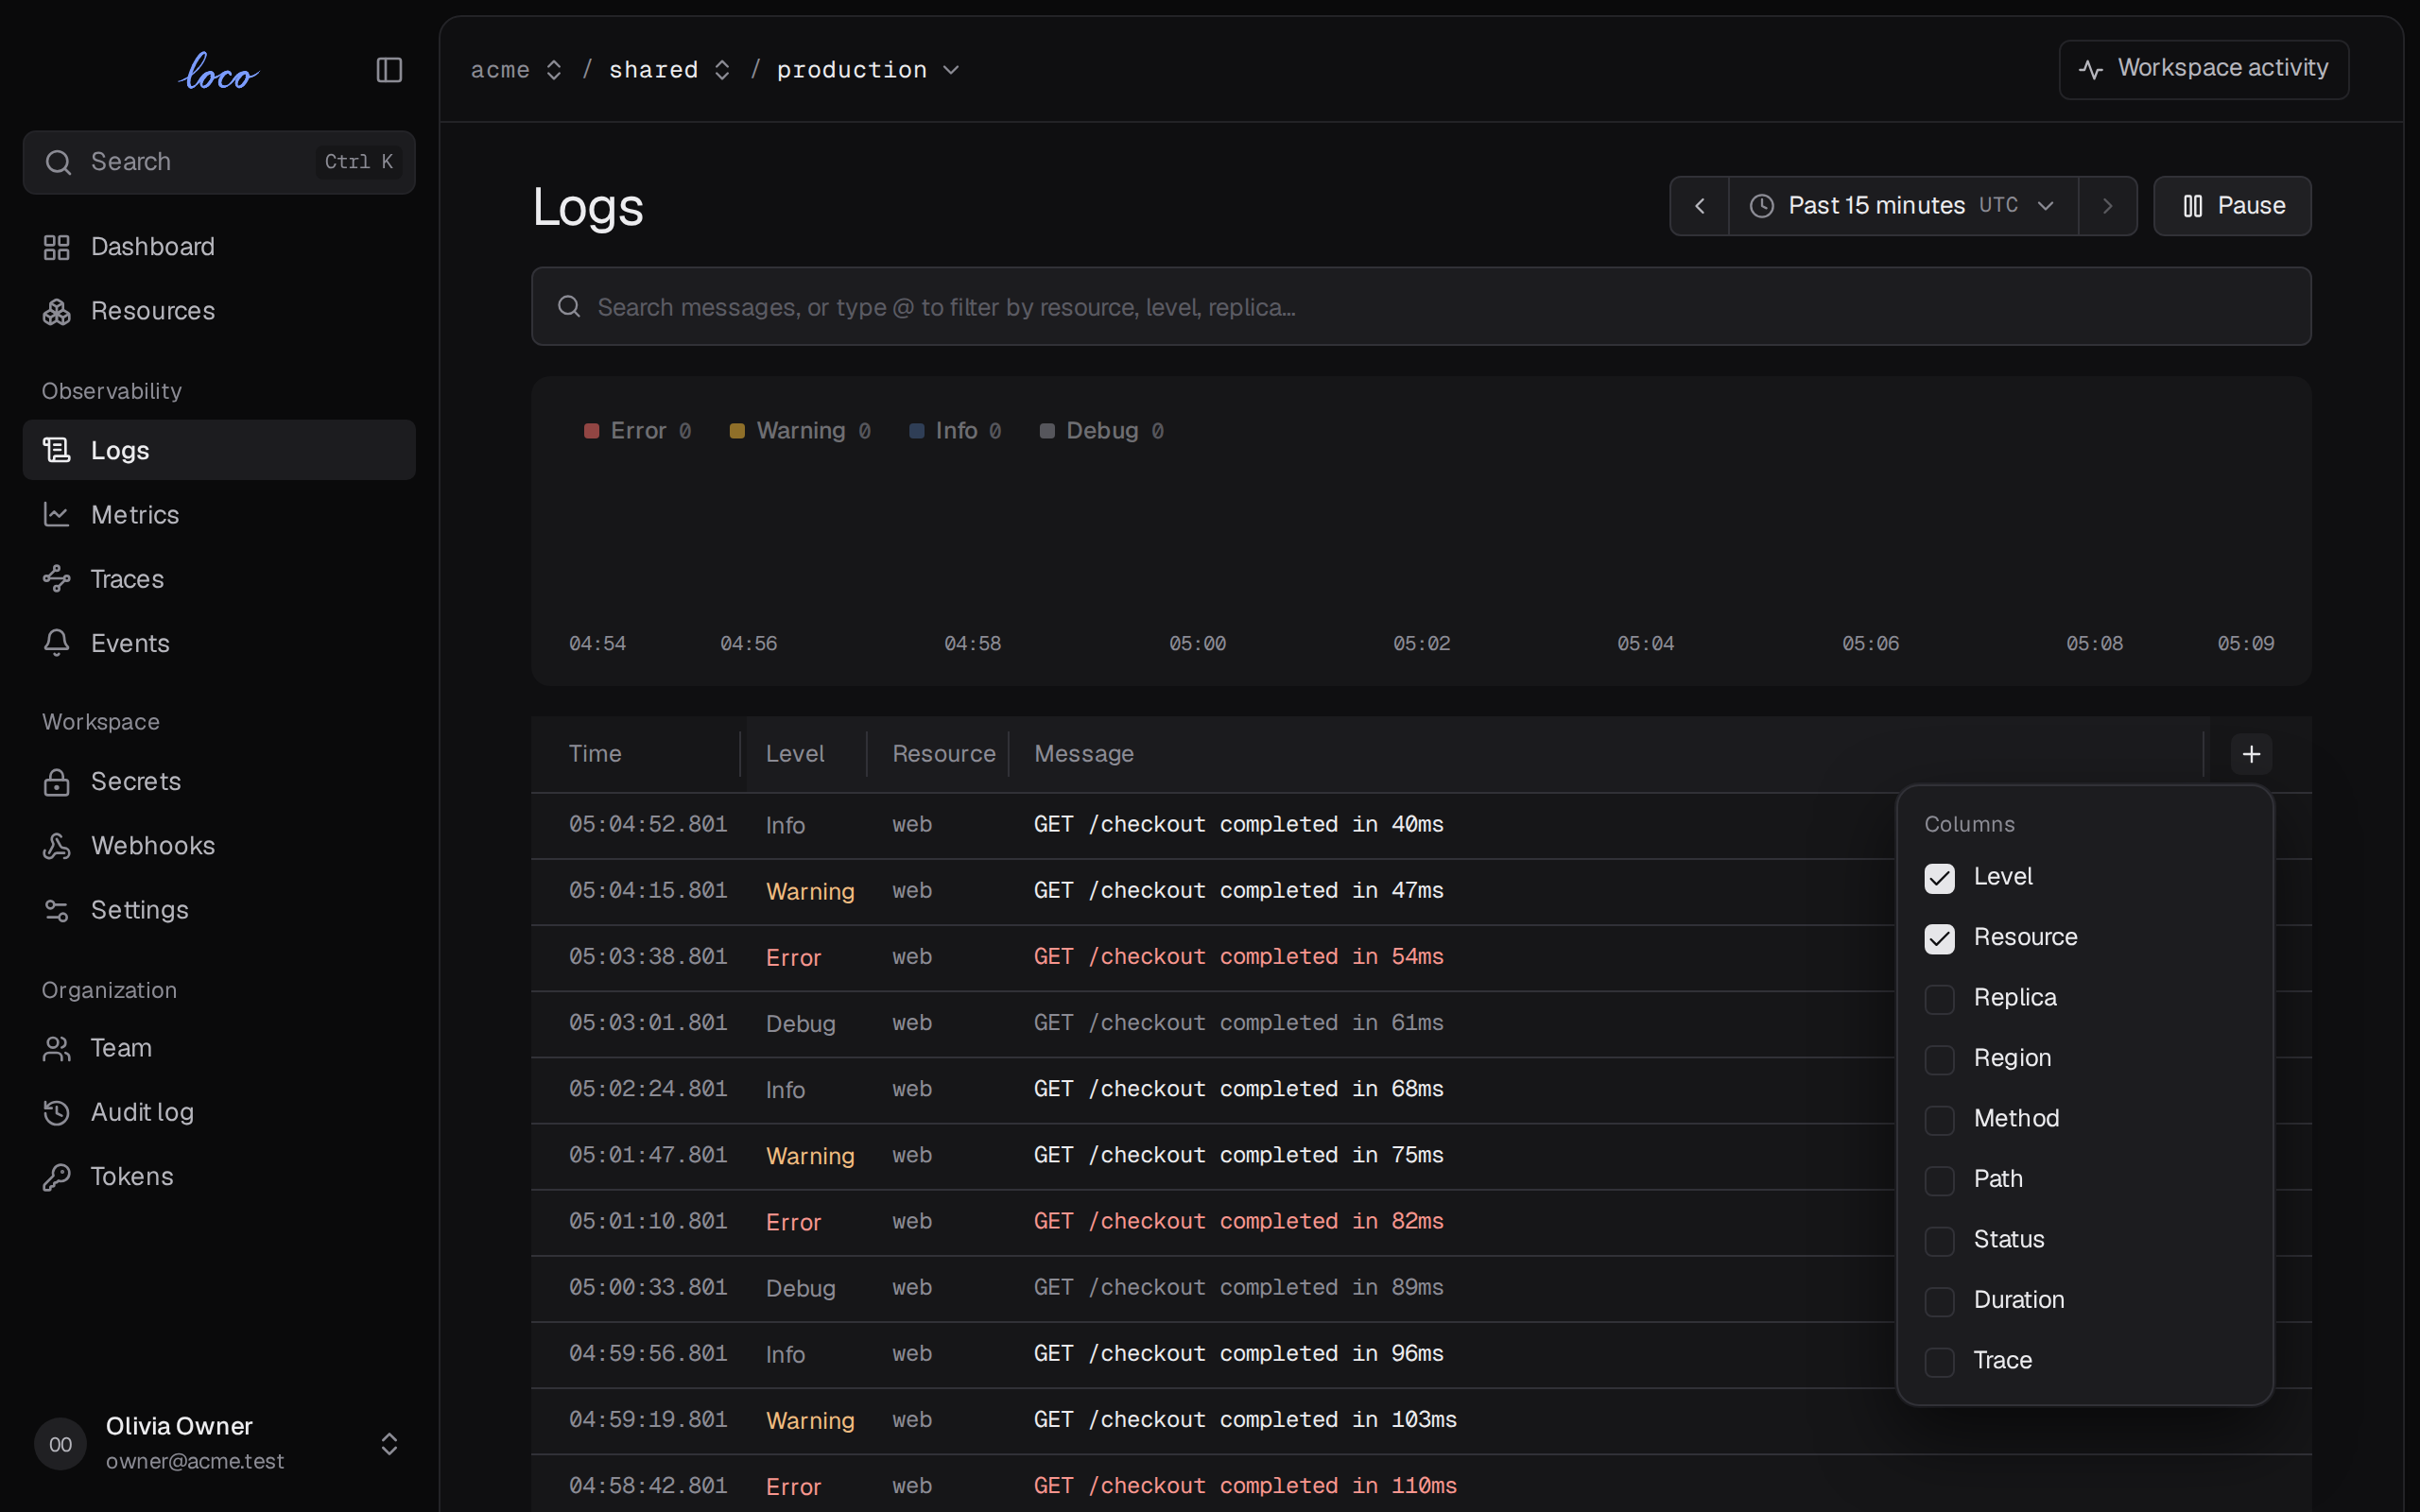 loco
Search Ctrl K
Dashboard
Resources
Observability
Logs
Metrics
Traces
Events
Workspace
Secrets
Webhooks
Settings
Organization
Team
Audit log
Tokens
OO
Olivia Owner
owner@acme.test
acme / shared / production
Workspace activity
Logs
Past 15 minutes UTC
Pause
Search messages, or type @ to filter by resource, level, replica...
Error 0 Warning 0 Info 0 Debug 0
04:54 04:56 04:58 05:00 05:02 05:04 05:06 05:08 05:09
Time Level Resource Message
05:04:52.801 Info web GET /checkout completed in 40ms
05:04:15.801 Warning web GET /checkout completed in 47ms
05:03:38.801 Error web GET /checkout completed in 54ms
05:03:01.801 Debug web GET /checkout completed in 61ms
05:02:24.801 Info web GET /checkout completed in 68ms
05:01:47.801 Warning web GET /checkout completed in 75ms
05:01:10.801 Error web GET /checkout completed in 82ms
05:00:33.801 Debug web GET /checkout completed in 89ms
04:59:56.801 Info web GET /checkout completed in 96ms
04:59:19.801 Warning web GET /checkout completed in 103ms
04:58:42.801 Error web GET /checkout completed in 110ms
Columns
Level
Resource
Replica
Region
Method
Path
Status
Duration
Trace